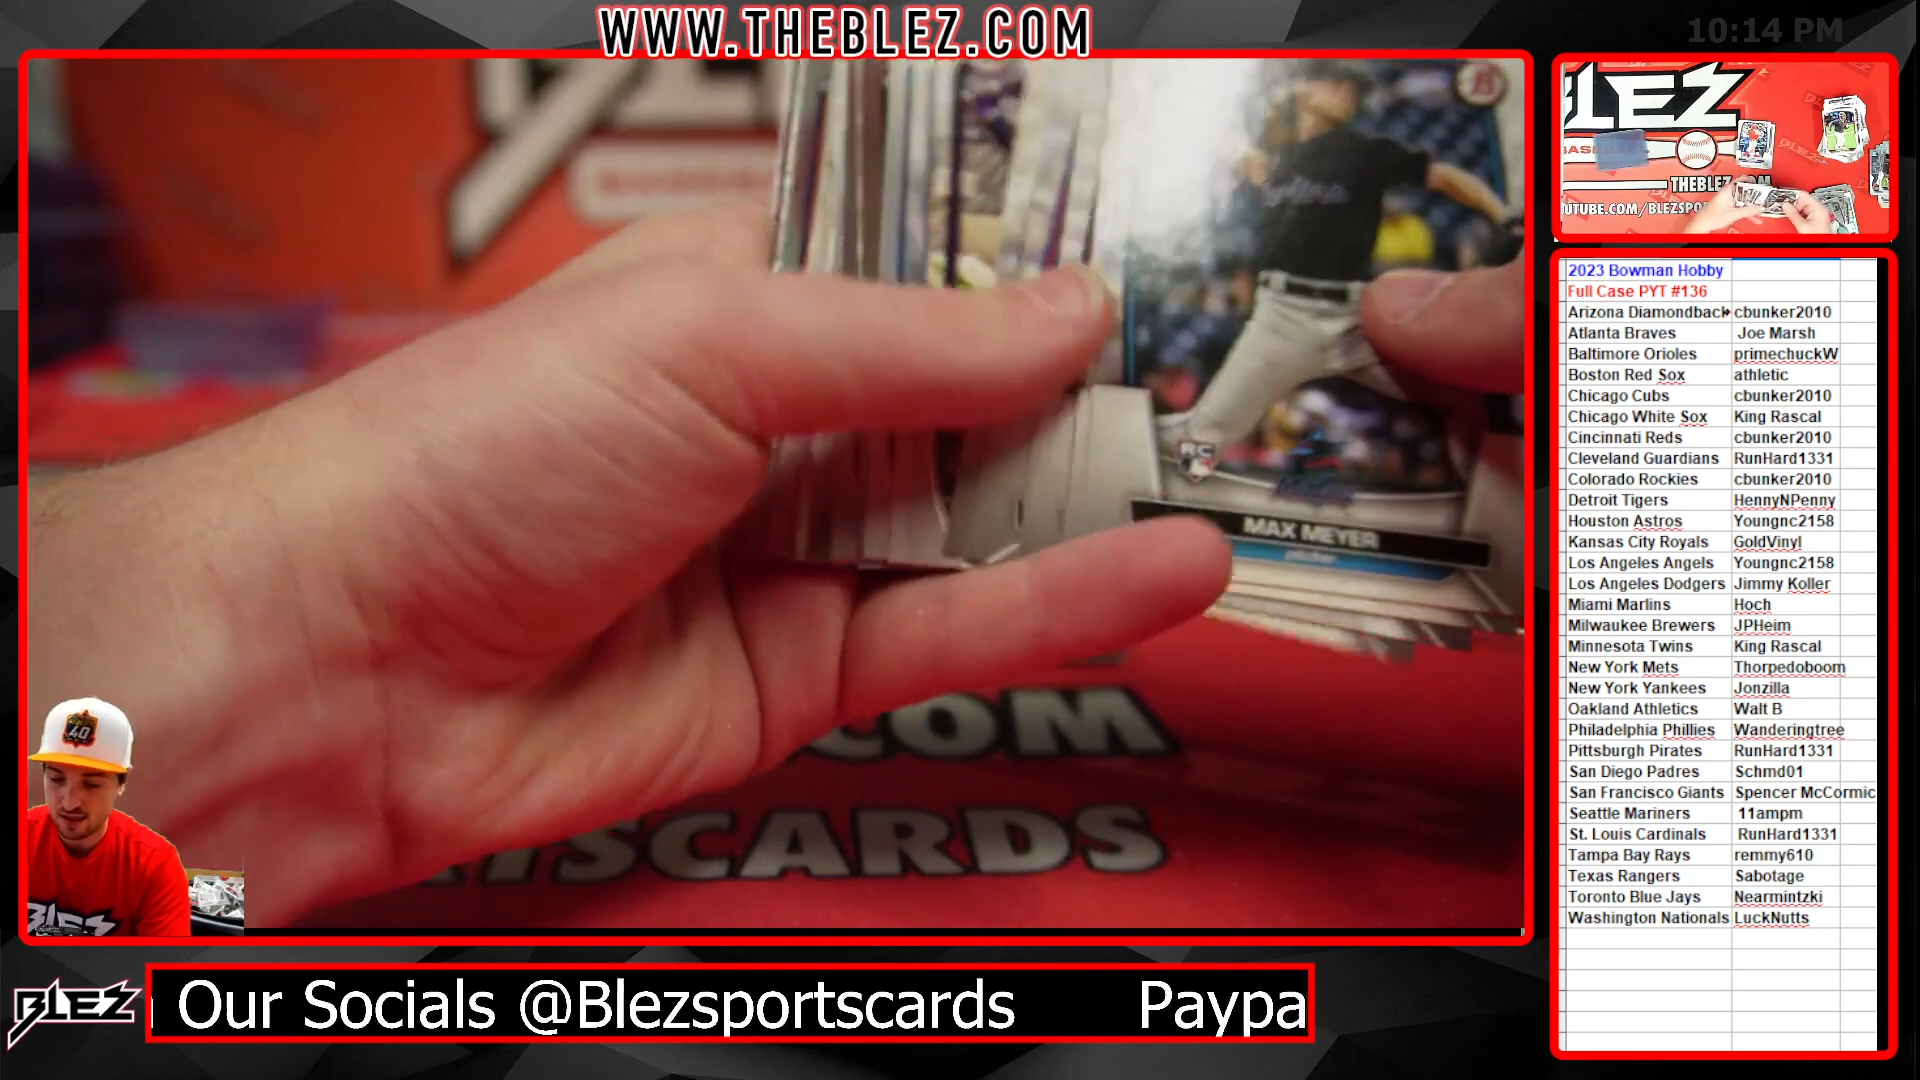 WWW.THEBLEZ.COM
10:14 PM
MAX MEYER
pitcher
RC
COM
TSCARDS
40
LEZ
THEBLEZ.COM
UTUBE.COM/BLEZSPO
2023 Bowman Hobby
Full Case PYT #136
Arizona Diamondback cbunker2010
Atlanta Braves Joe Marsh
Baltimore Orioles primechuckW
Boston Red Sox athletic
Chicago Cubs cbunker2010
Chicago White Sox King Rascal
Cincinnati Reds cbunker2010
Cleveland Guardians RunHard1331
Colorado Rockies cbunker2010
Detroit Tigers HennyNPenny
Houston Astros Youngnc2158
Kansas City Royals GoldVinyl
Los Angeles Angels Youngnc2158
Los Angeles Dodgers Jimmy Koller
Miami Marlins Hoch
Milwaukee Brewers JPHeim
Minnesota Twins King Rascal
New York Mets Thorpedoboom
New York Yankees Jonzilla
Oakland Athletics Walt B
Philadelphia Phillies Wanderingtree
Pittsburgh Pirates RunHard1331
San Diego Padres Schmd01
San Francisco Giants Spencer McCormic
Seattle Mariners 11ampm
St. Louis Cardinals RunHard1331
Tampa Bay Rays remmy610
Texas Rangers Sabotage
Toronto Blue Jays Nearmintzki
Washington Nationals LuckNutts
BLEZ
Our Socials @Blezsportscards Paypa